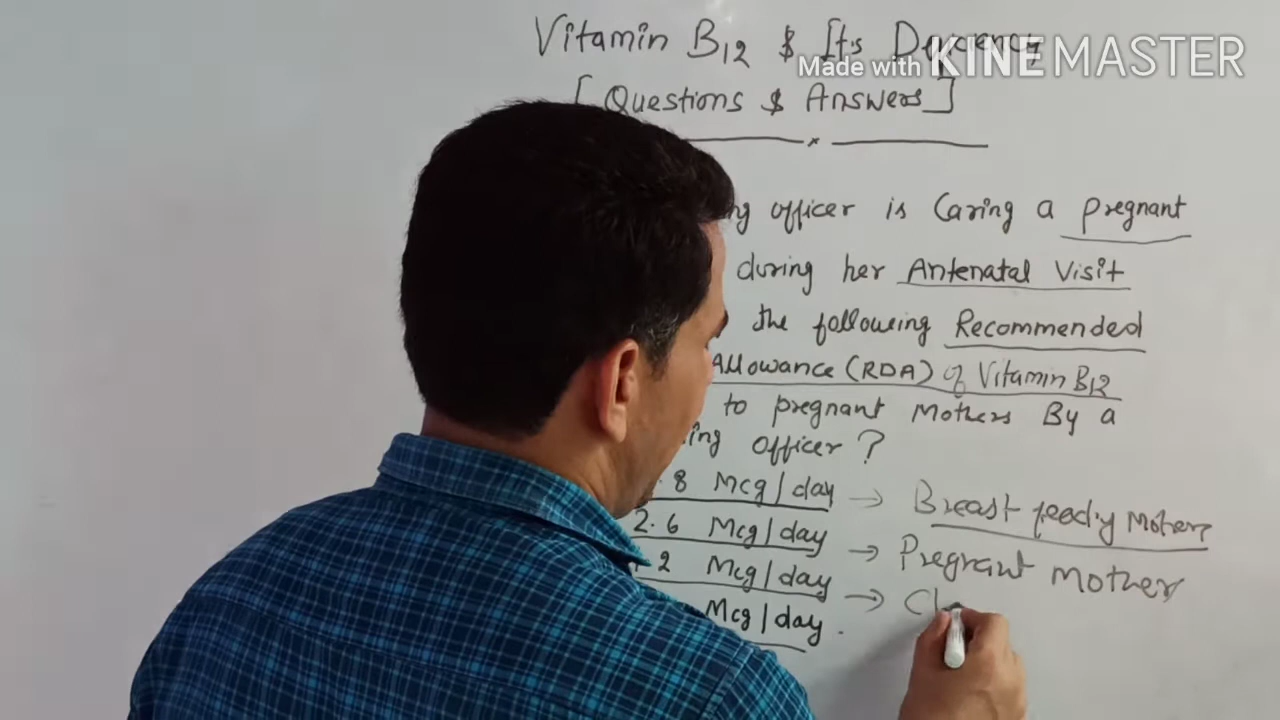 Vitamin B12 & Its
Made with KINEMASTER
[Questions & Answers]
officer is Caring a pregnant
during her Antenatal Visit
the following Recommended
Allowance (RDA) of Vitamin B12
to pregnant Mothers By a
officer?
8 Mcg/day → Breast feedy Mother
2.6 Mcg/day → Pregnant Mother
2 Mcg/day → Ch
Mcg/day.